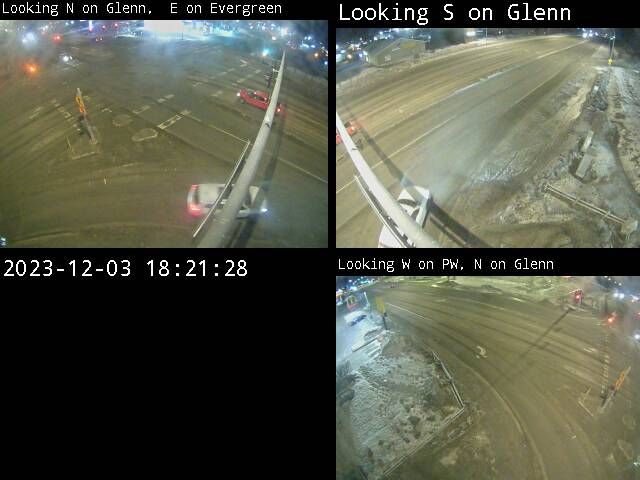 Looking N on Glenn,  E on Evergreen
Looking S on Glenn
2023-12-03 18:21:28
Looking W on PW, N on Glenn